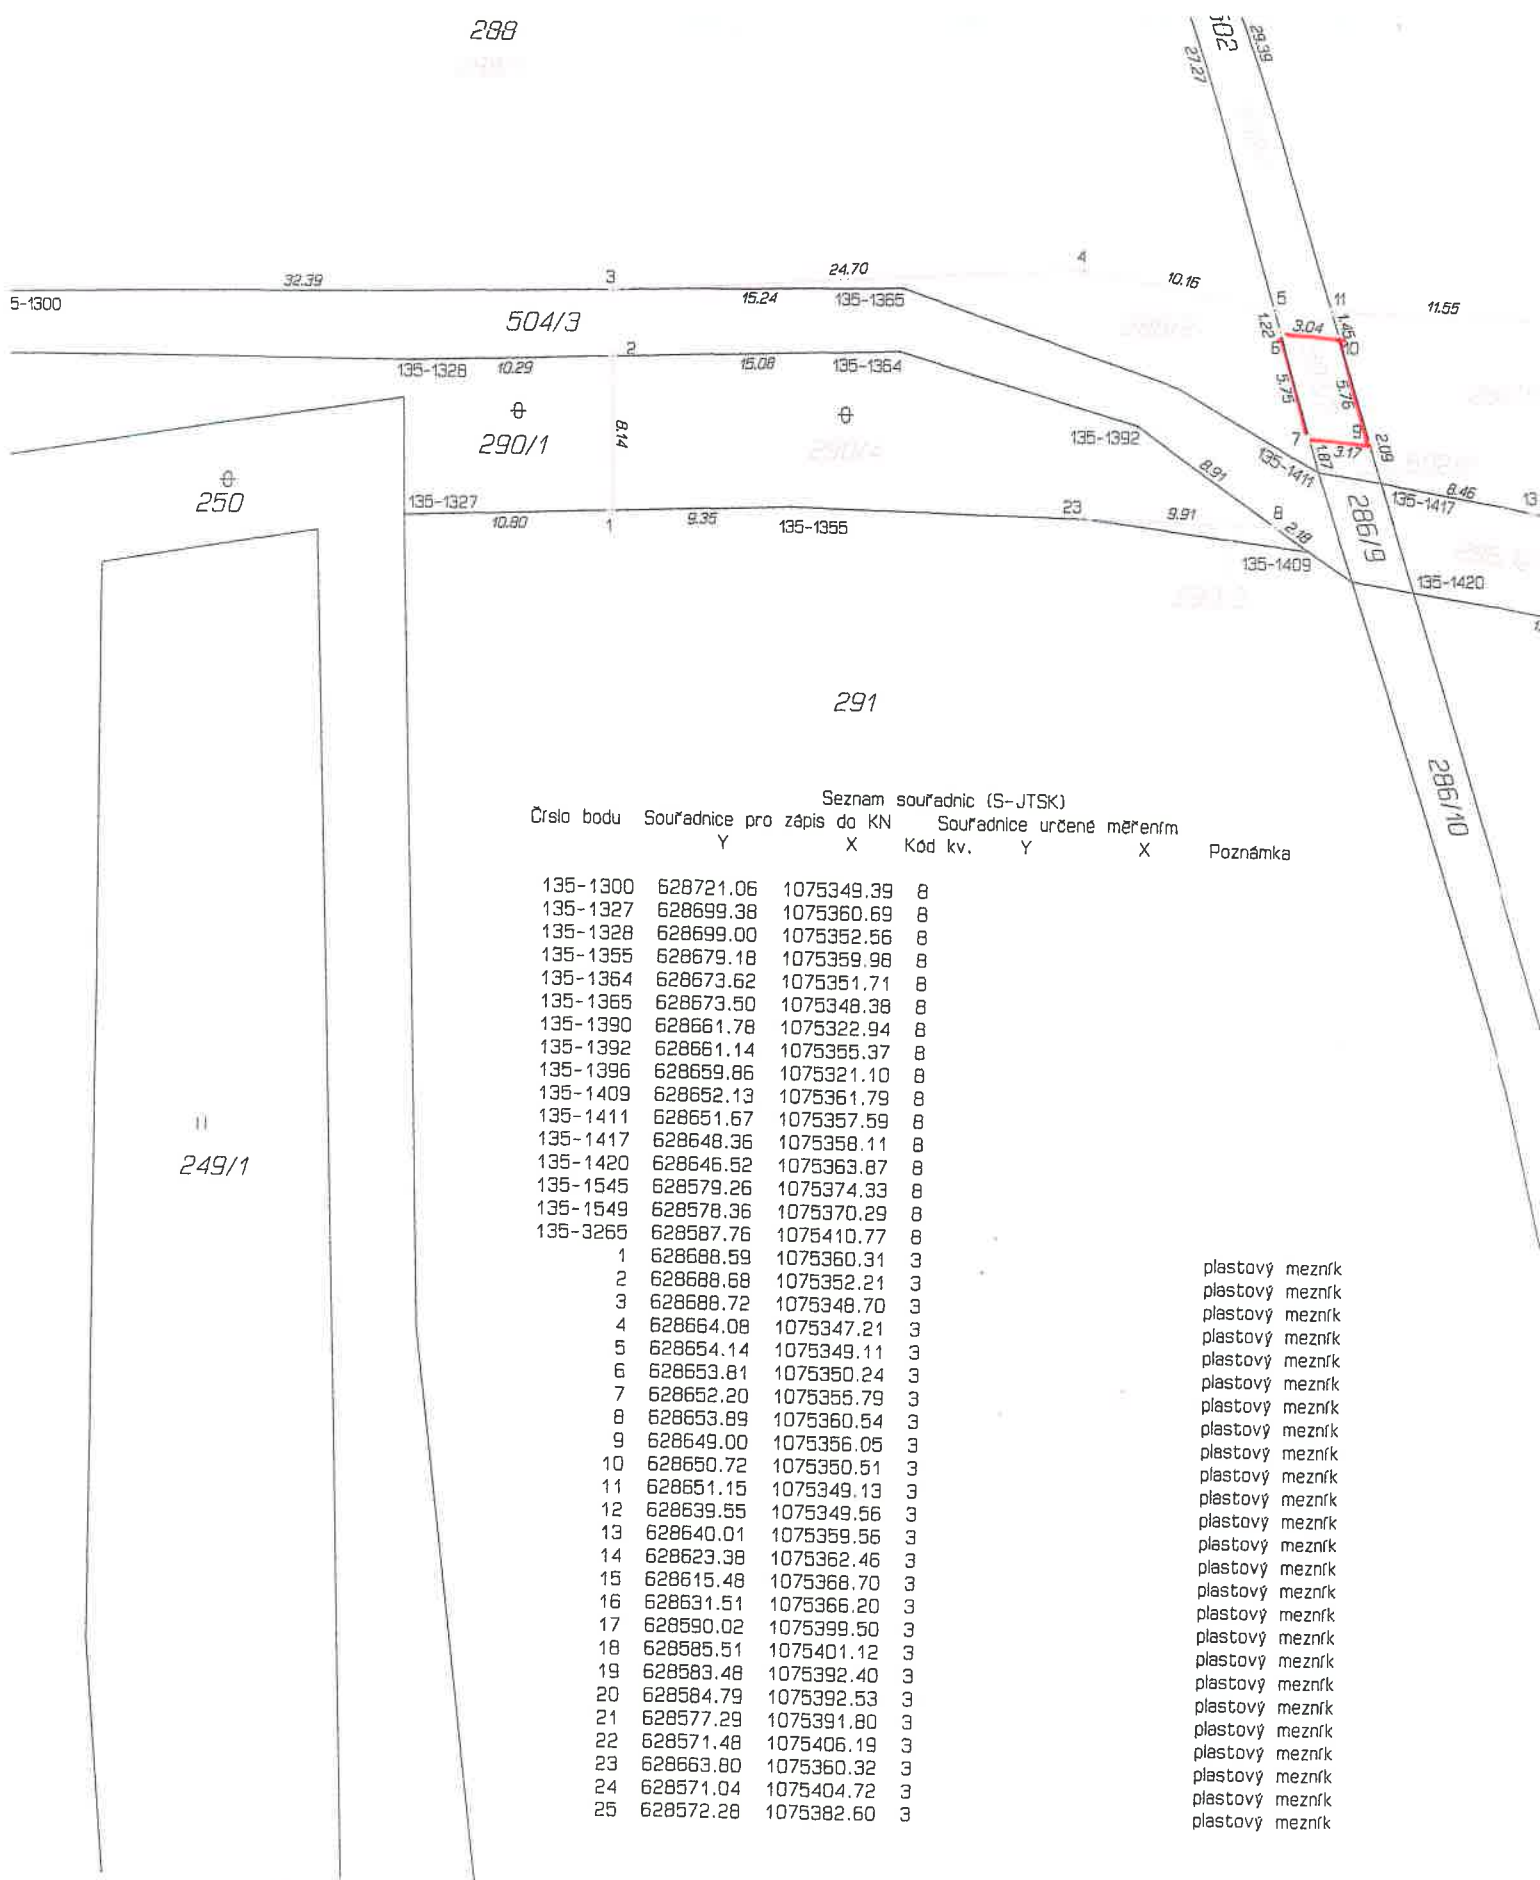 288
602
29.39
27.27
4
32.39
3
24.70
10.16
5
11
11.55
5-1300
15.24
135-1365
504/3
1.22
3.04
1.45
6
10
2
135-1328
10.29
15.08
135-1364
5.75
5.76
290/1
8.14
135-1392
7
9
2.09
3.17
1.87
135-1411
250
8.91
8.46
13
135-1417
135-1327
10.80
1
9.35
135-1355
23
9.91
8
2.18
286/9
135-1409
135-1420
291
286/10
249/1
Seznam souřadnic (S-JTSK)
Číslo bodu Souřadnice pro zápis do KN Souřadnice určené měřením
Y X Kód kv. Y X Poznámka
135-1300 628721.06 1075349.39 8
135-1327 628699.38 1075360.69 8
135-1328 628699.00 1075352.56 8
135-1355 628679.18 1075359.98 8
135-1364 628673.62 1075351.71 8
135-1365 628673.50 1075348.38 8
135-1390 628661.78 1075322.94 8
135-1392 628661.14 1075355.37 8
135-1396 628659.86 1075321.10 8
135-1409 628652.13 1075361.79 8
135-1411 628651.67 1075357.59 8
135-1417 628648.36 1075358.11 8
135-1420 628646.52 1075363.87 8
135-1545 628579.26 1075374.33 8
135-1549 628578.36 1075370.29 8
135-3265 628587.76 1075410.77 8
1 628688.59 1075360.31 3 plastový mezník
2 628688.68 1075352.21 3 plastový mezník
3 628688.72 1075348.70 3 plastový mezník
4 628664.08 1075347.21 3 plastový mezník
5 628654.14 1075349.11 3 plastový mezník
6 628653.81 1075350.24 3 plastový mezník
7 628652.20 1075355.79 3 plastový mezník
8 628653.89 1075360.54 3 plastový mezník
9 628649.00 1075356.05 3 plastový mezník
10 628650.72 1075350.51 3 plastový mezník
11 628651.15 1075349.13 3 plastový mezník
12 628639.55 1075349.56 3 plastový mezník
13 628640.01 1075359.56 3 plastový mezník
14 628623.38 1075362.46 3 plastový mezník
15 628615.48 1075368.70 3 plastový mezník
16 628631.51 1075366.20 3 plastový mezník
17 628590.02 1075399.50 3 plastový mezník
18 628585.51 1075401.12 3 plastový mezník
19 628583.48 1075392.40 3 plastový mezník
20 628584.79 1075392.53 3 plastový mezník
21 628577.29 1075391.80 3 plastový mezník
22 628571.48 1075406.19 3 plastový mezník
23 628663.80 1075360.32 3 plastový mezník
24 628571.04 1075404.72 3 plastový mezník
25 628572.28 1075382.60 3 plastový mezník